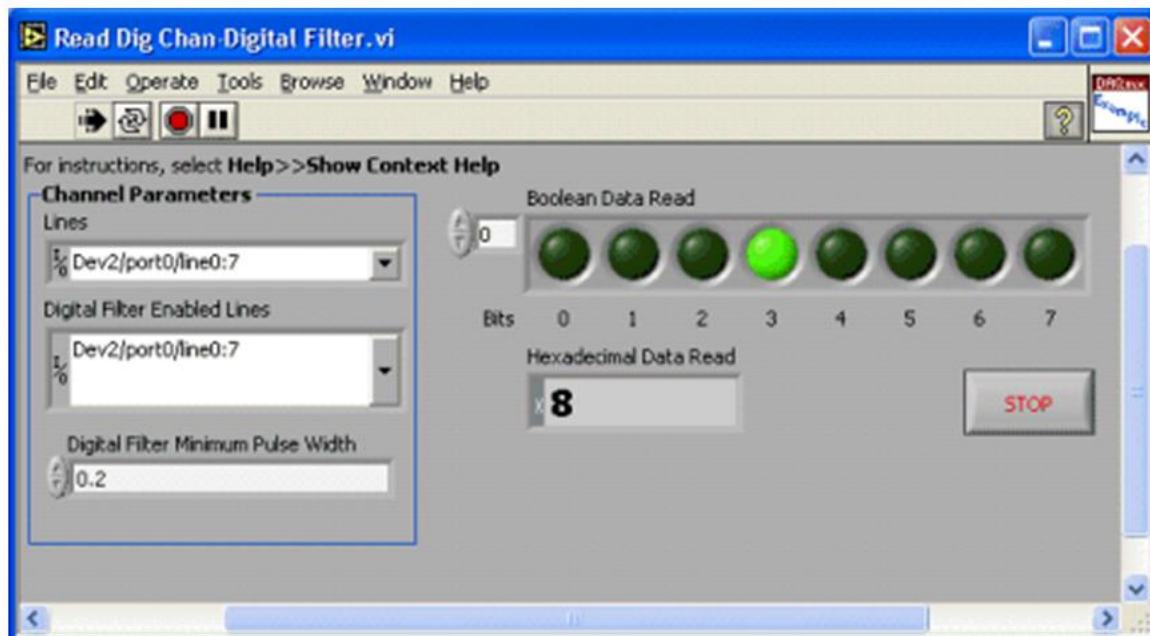 Read Dig Chan-Digital Filter.vi
File Edit Operate Tools Browse Window Help
DAQmx
Example
?
For instructions, select Help>>Show Context Help
Channel Parameters
Lines
I/O Dev2/port0/line0:7
Digital Filter Enabled Lines
I/O Dev2/port0/line0:7
Digital Filter Minimum Pulse Width
0.2
Boolean Data Read
0
Bits 0 1 2 3 4 5 6 7
Hexadecimal Data Read
x 8
STOP